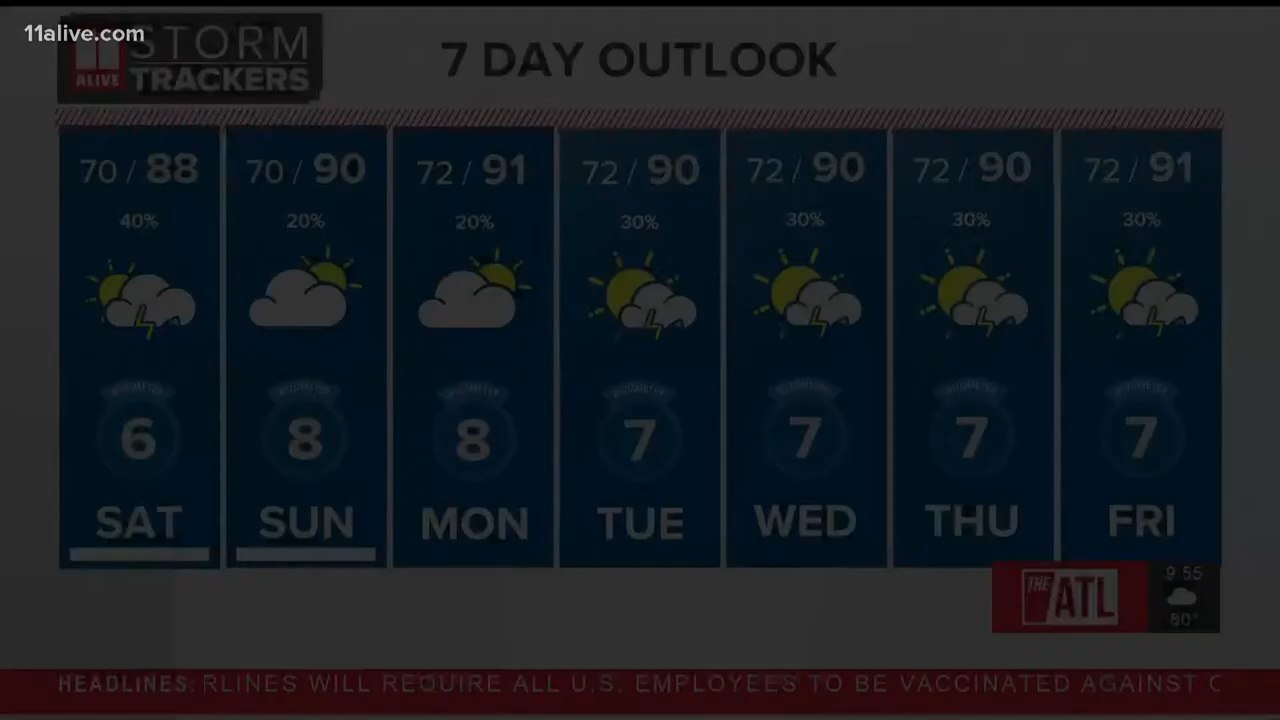 11alive.com
STORM
ALIVE TRACKERS
7 DAY OUTLOOK
70 / 88 70 / 90 72 / 91 72 / 90 72 / 90 72 / 90 72 / 91
40% 20% 20% 30% 30% 30% 30%
6 8 8 7 7 7 7
SAT SUN MON TUE WED THU FRI
THE ATL
9:55
80°
HEADLINES: RLINES WILL REQUIRE ALL U.S. EMPLOYEES TO BE VACCINATED AGAINST C